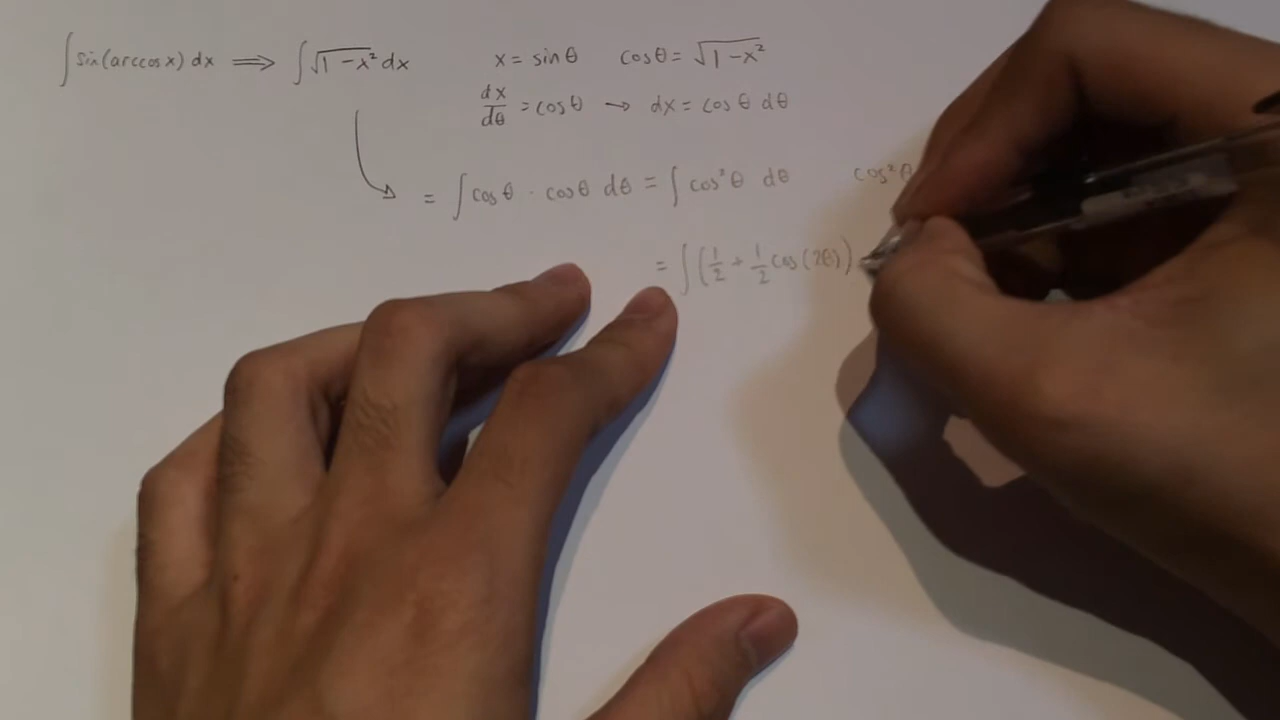 ∫ sin(arccos x) dx ⟹ ∫ √(1 − x²) dx x = sin θ cos θ = √(1 − x²)
dx/dθ = cos θ → dx = cos θ dθ
= ∫ cos θ · cos θ dθ = ∫ cos² θ dθ cos² θ
= ∫ (1/2 + 1/2 cos(2θ))